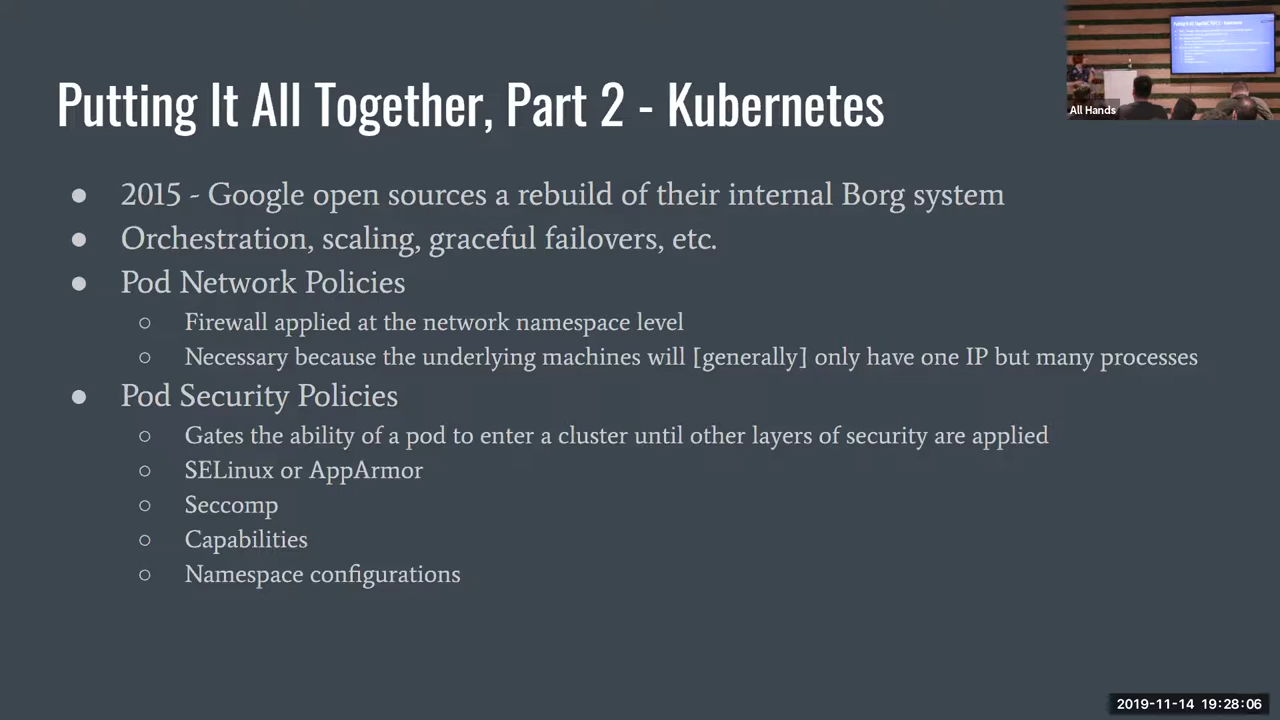 Putting It All Together, Part 2 - Kubernetes
All Hands
● 2015 - Google open sources a rebuild of their internal Borg system
● Orchestration, scaling, graceful failovers, etc.
● Pod Network Policies
○ Firewall applied at the network namespace level
○ Necessary because the underlying machines will [generally] only have one IP but many processes
● Pod Security Policies
○ Gates the ability of a pod to enter a cluster until other layers of security are applied
○ SELinux or AppArmor
○ Seccomp
○ Capabilities
○ Namespace configurations
2019-11-14 19:28:06